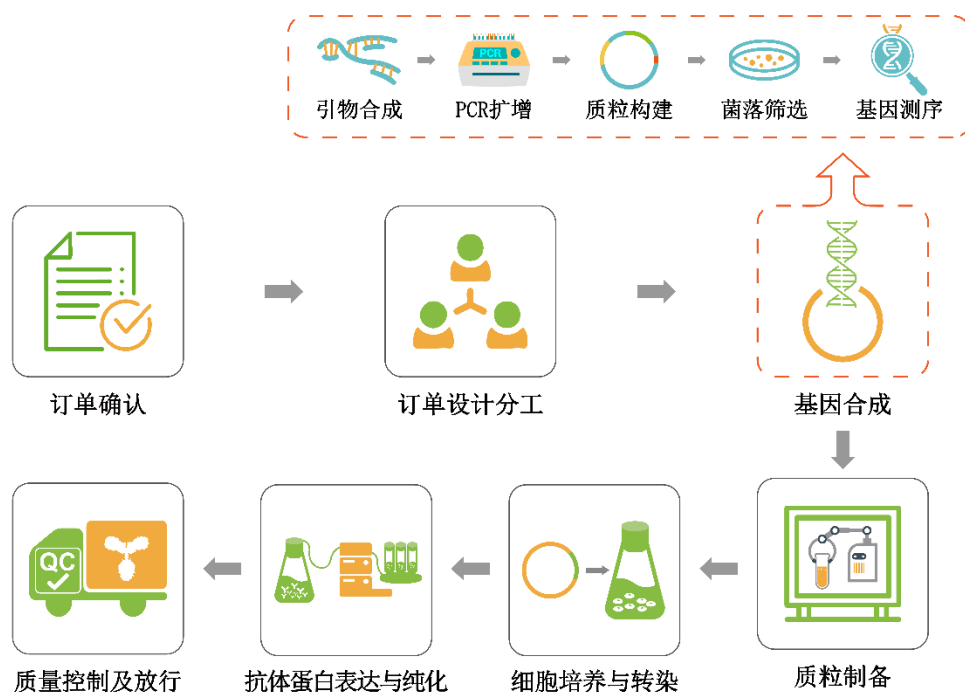 PCR
引物合成
PCR扩增
质粒构建
菌落筛选
基因测序
订单确认
订单设计分工
基因合成
QC
质量控制及放行
抗体蛋白表达与纯化
细胞培养与转染
质粒制备